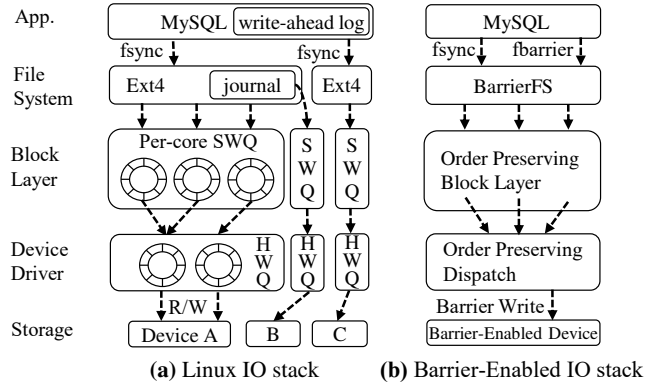 App.
MySQL
write-ahead log
MySQL
fsync
fsync
fsync
fbarrier
File
System
Ext4
journal
Ext4
BarrierFS
Block
Layer
Per-core SWQ
S
W
Q
S
W
Q
Order Preserving
Block Layer
Device
Driver
H
W
Q
H
W
Q
H
W
Q
Order Preserving
Dispatch
R/W
Barrier Write
Storage
Device A
B
C
Barrier-Enabled Device
(a) Linux IO stack
(b) Barrier-Enabled IO stack